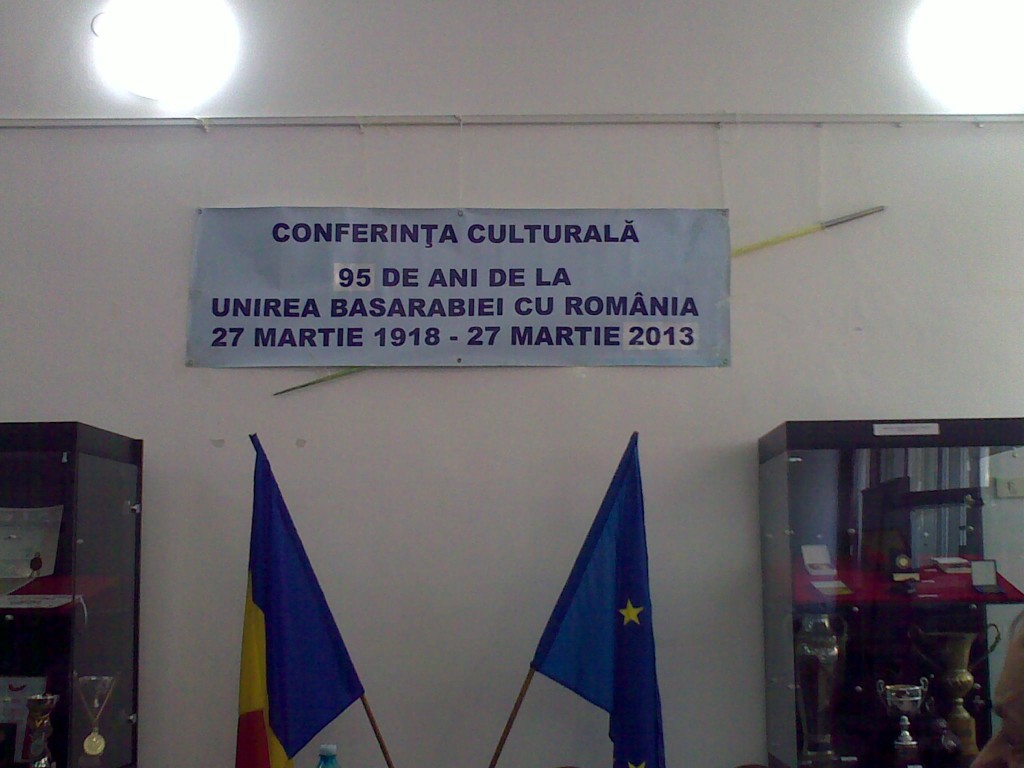 CONFERINŢA CULTURALĂ
95 DE ANI DE LA
UNIREA BASARABIEI CU ROMÂNIA
27 MARTIE 1918 - 27 MARTIE 2013